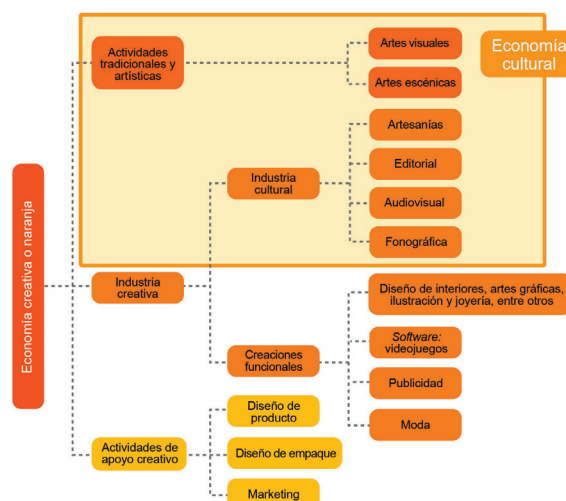 Economía creativa o naranja
Actividades
tradicionales y
artísticas
Artes visuales
Artes escénicas
Economía
cultural
Industria
cultural
Artesanías
Editorial
Audiovisual
Fonográfica
Industria
creativa
Creaciones
funcionales
Diseño de interiores, artes gráficas,
ilustración y joyería, entre otros
Software:
videojuegos
Publicidad
Moda
Actividades de
apoyo creativo
Diseño de
producto
Diseño de empaque
Marketing